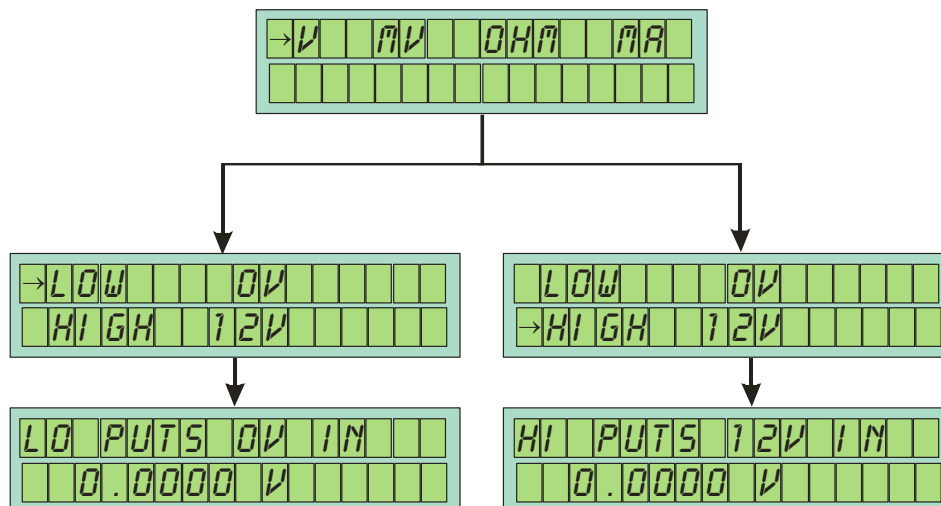 →V MV OHM MA
→LOW 0V
HIGH 12V
LOW 0V
→HIGH 12V
LO PUTS 0V IN
0.0000 V
HI PUTS 12V IN
0.0000 V